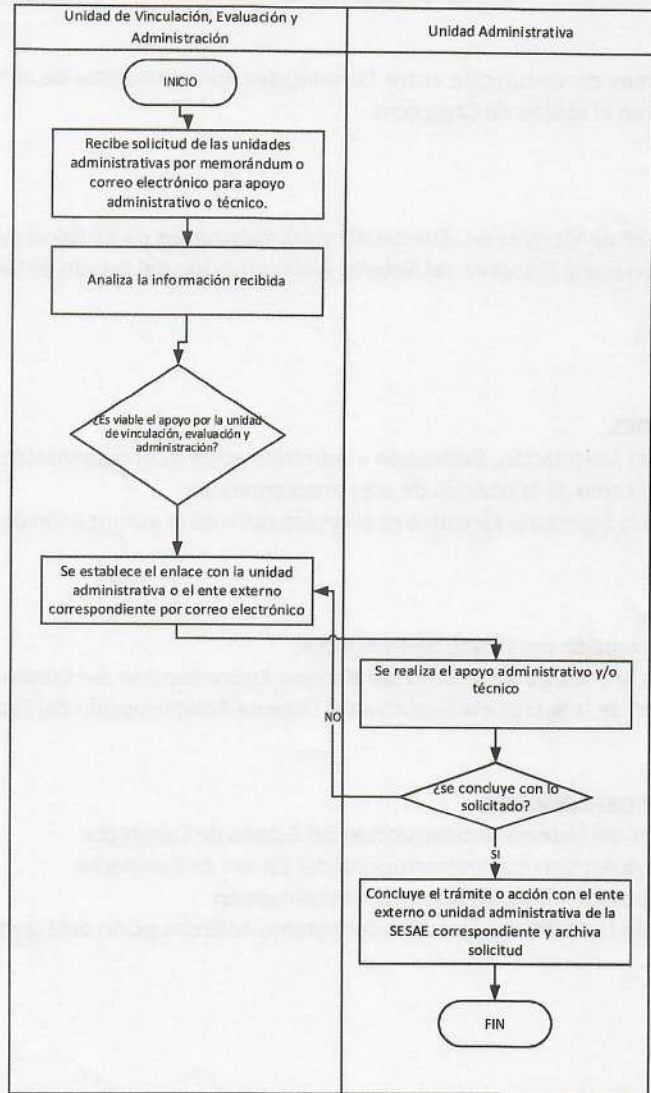 Unidad de Vinculación, Evaluación y
Administración
Unidad Administrativa
INICIO
Recibe solicitud de las unidades
administrativas por memorándum o
correo electrónico para apoyo
administrativo o técnico.
Analiza la información recibida
¿Es viable el apoyo por la unidad
de vinculación, evaluación y
administración?
Se establece el enlace con la unidad
administrativa o el ente externo
correspondiente por correo electrónico
Se realiza el apoyo administrativo y/o
técnico
NO
¿se concluye con lo
solicitado?
SI
Concluye el trámite o acción con el ente
externo o unidad administrativa de la
SESAE correspondiente y archiva
solicitud
FIN